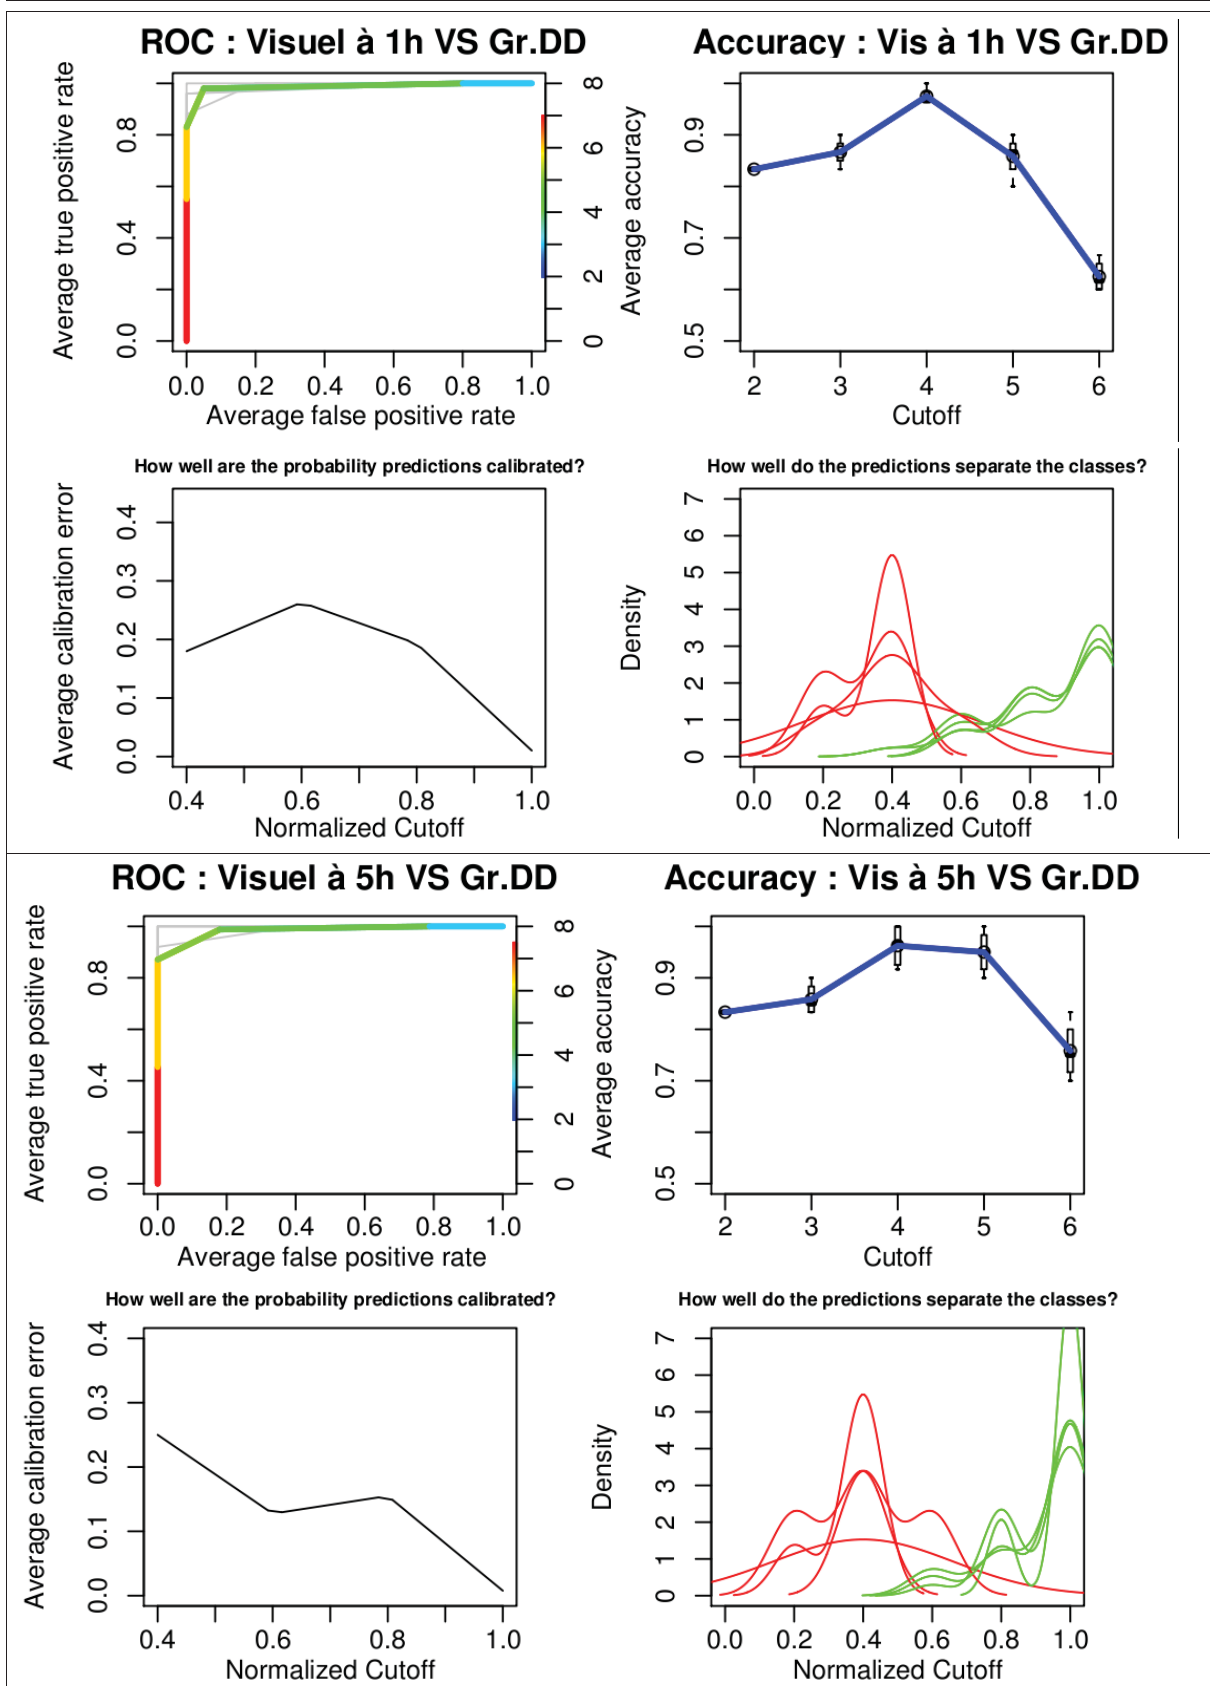 ROC : Visuel à 1h VS Gr.DD
Average true positive rate
0.0 0.4 0.8
0 2 4 6 8
Average accuracy
0.0 0.2 0.4 0.6 0.8 1.0
Average false positive rate
Accuracy : Vis à 1h VS Gr.DD
0.5 0.7 0.9
2 3 4 5 6
Cutoff
How well are the probability predictions calibrated?
Average calibration error
0.0 0.1 0.2 0.3 0.4
0.4 0.6 0.8 1.0
Normalized Cutoff
How well do the predictions separate the classes?
Density
0 1 2 3 4 5 6 7
0.0 0.2 0.4 0.6 0.8 1.0
Normalized Cutoff
ROC : Visuel à 5h VS Gr.DD
Average true positive rate
0.0 0.4 0.8
0 2 4 6 8
Average accuracy
0.0 0.2 0.4 0.6 0.8 1.0
Average false positive rate
Accuracy : Vis à 5h VS Gr.DD
0.5 0.7 0.9
2 3 4 5 6
Cutoff
How well are the probability predictions calibrated?
Average calibration error
0.0 0.1 0.2 0.3 0.4
0.4 0.6 0.8 1.0
Normalized Cutoff
How well do the predictions separate the classes?
Density
0 1 2 3 4 5 6 7
0.0 0.2 0.4 0.6 0.8 1.0
Normalized Cutoff